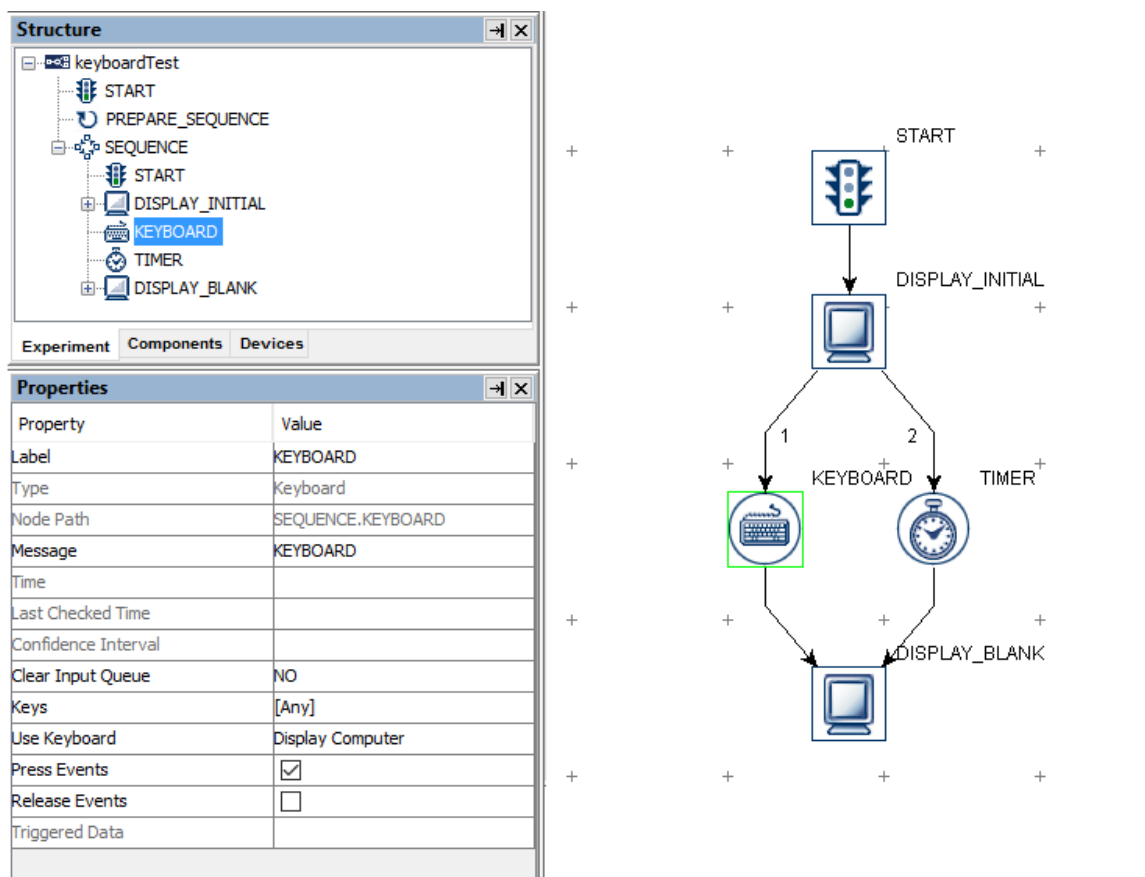 Structure
keyboardTest
START
PREPARE_SEQUENCE
SEQUENCE
START
DISPLAY_INITIAL
KEYBOARD
TIMER
DISPLAY_BLANK
Experiment Components Devices
Properties
Property Value
Label KEYBOARD
Type Keyboard
Node Path SEQUENCE.KEYBOARD
Message KEYBOARD
Time
Last Checked Time
Confidence Interval
Clear Input Queue NO
Keys [Any]
Use Keyboard Display Computer
Press Events
Release Events
Triggered Data
START
DISPLAY_INITIAL
1 2
KEYBOARD TIMER
DISPLAY_BLANK